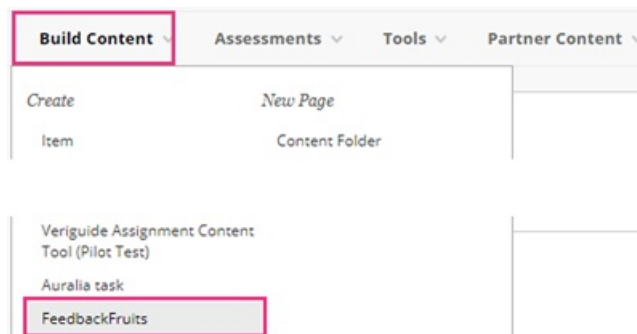 Build Content Assessments Tools Partner Content
Create New Page
Item Content Folder
Veriguide Assignment Content
Tool (Pilot Test)
Auralia task
FeedbackFruits